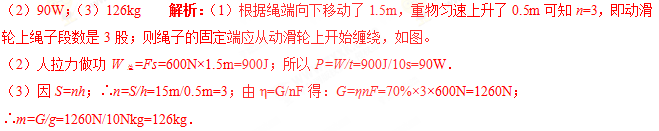 （2）90W；（3）126kg 解析：（1）根据绳端向下移动了 1.5m，重物匀速上升了 0.5m 可知 n=3，即动滑
轮上绳子段数是 3 股；则绳子的固定端应从动滑轮上开始缠绕，如图。
（2）人拉力做功 W总=Fs=600N×1.5m=900J；所以 P=W/t=900J/10s=90W．
（3）因 S=nh；∴n=S/h=15m/0.5m=3；由 η=G/nF 得：G=ηnF=70%×3×600N=1260N；
∴m=G/g=1260N/10Nkg=126kg．